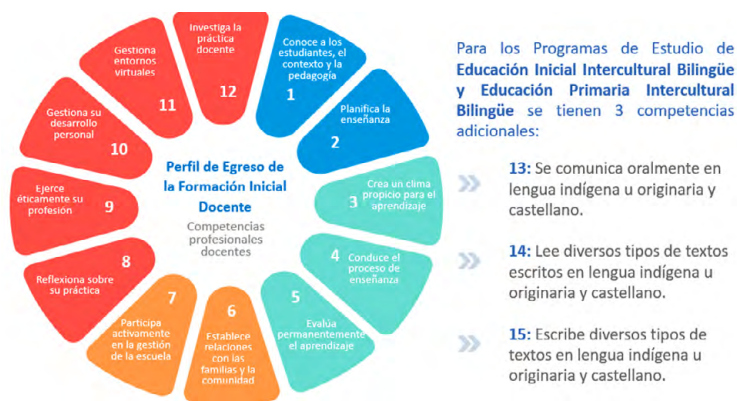 Investiga la
práctica
docente
12
Conoce a los
estudiantes, el
contexto y la
pedagogía
1
Planifica la
enseñanza
2
Crea un clima
propicio para el
aprendizaje
3
Conduce el
proceso de
enseñanza
4
Evalúa
permanentemente
el aprendizaje
5
Establece
relaciones
con las
familias y la
comunidad
6
Participa
activamente
en la gestión
de la escuela
7
Reflexiona sobre
su práctica
8
Ejerce
éticamente su
profesión
9
Gestiona su
desarrollo
personal
10
Gestiona
entornos
virtuales
11
Perfil de Egreso de
la Formación Inicial
Docente
Competencias
profesionales
docentes
Para los Programas de Estudio de
Educación Inicial Intercultural Bilingüe
y Educación Primaria Intercultural
Bilingüe se tienen 3 competencias
adicionales:
13: Se comunica oralmente en
lengua indígena u originaria y
castellano.
14: Lee diversos tipos de textos
escritos en lengua indígena u
originaria y castellano.
15: Escribe diversos tipos de
textos en lengua indígena u
originaria y castellano.